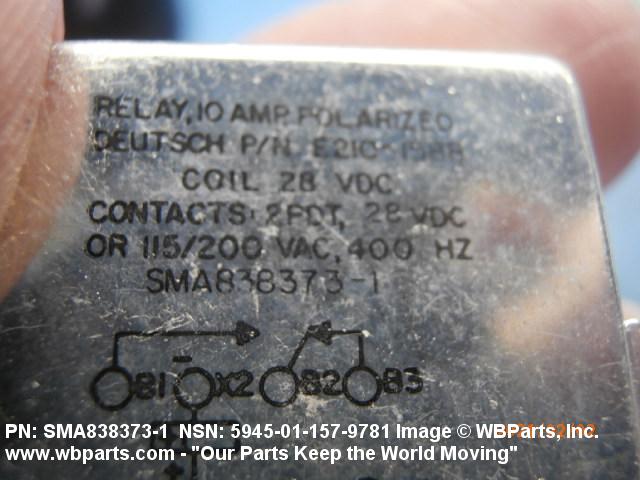 RELAY, 10 AMP. POLARIZED
DEUTSCH P/N
COIL 28 VDC
CONTACTS: 2PDT, 28 VDC
OR 115/200 VAC, 400 HZ
SMA838373-1
B1 X2 B2 B3
PN: SMA838373-1 NSN: 5945-01-157-9781 Image © WBParts, Inc.
www.wbparts.com - "Our Parts Keep the World Moving"